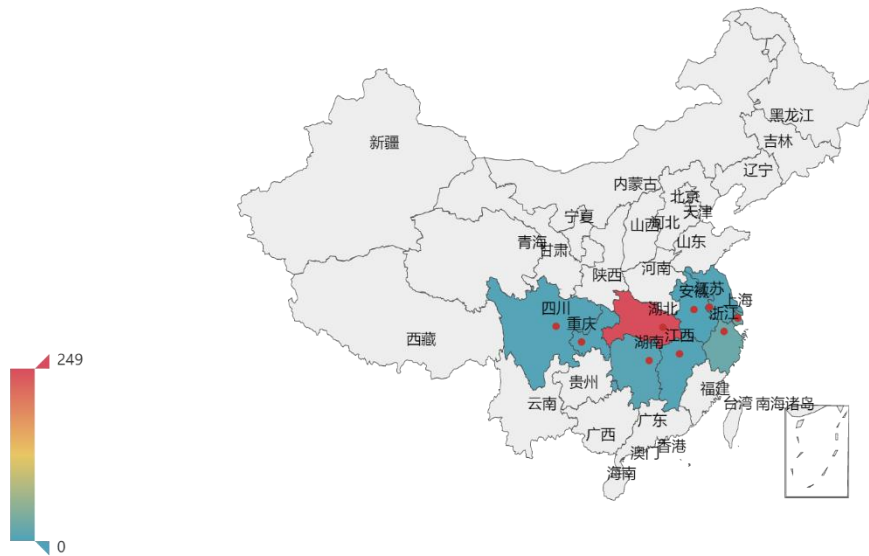 黑龙江
新疆
吉林
辽宁
内蒙古
北京
天津
宁夏
山西
河北
青海
甘肃
山东
陕西
河南
四川
重庆
湖北
安徽
江苏
上海
浙江
西藏
湖南
江西
249
贵州
云南
福建
台湾
南海诸岛
广西
广东
澳门
香港
海南
0